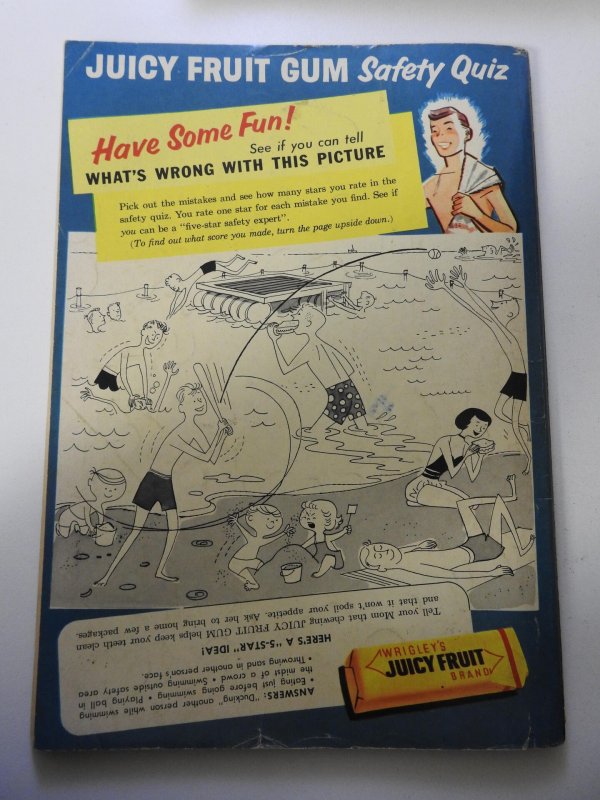 JUICY FRUIT GUM Safety Quiz
Have Some Fun!
See if you can tell
WHAT'S WRONG WITH THIS PICTURE
Pick out the mistakes and see how many stars you rate in the
safety quiz. You rate one star for each mistake you find. See if
you can be a "five-star safety expert".
(To find out what score you made, turn the page upside down.)
ANSWERS: "Ducking" another person while swimming
• Eating just before going swimming • Playing ball in
the midst of a crowd • Swimming outside safety area
• Throwing sand in another person's face.
HERE'S A "5-STAR" IDEA!
Tell your Mom that chewing JUICY FRUIT GUM helps keep your teeth clean
and that it won't spoil your appetite. Ask her to bring home a few packages.
WRIGLEY'S
JUICY FRUIT
BRAND